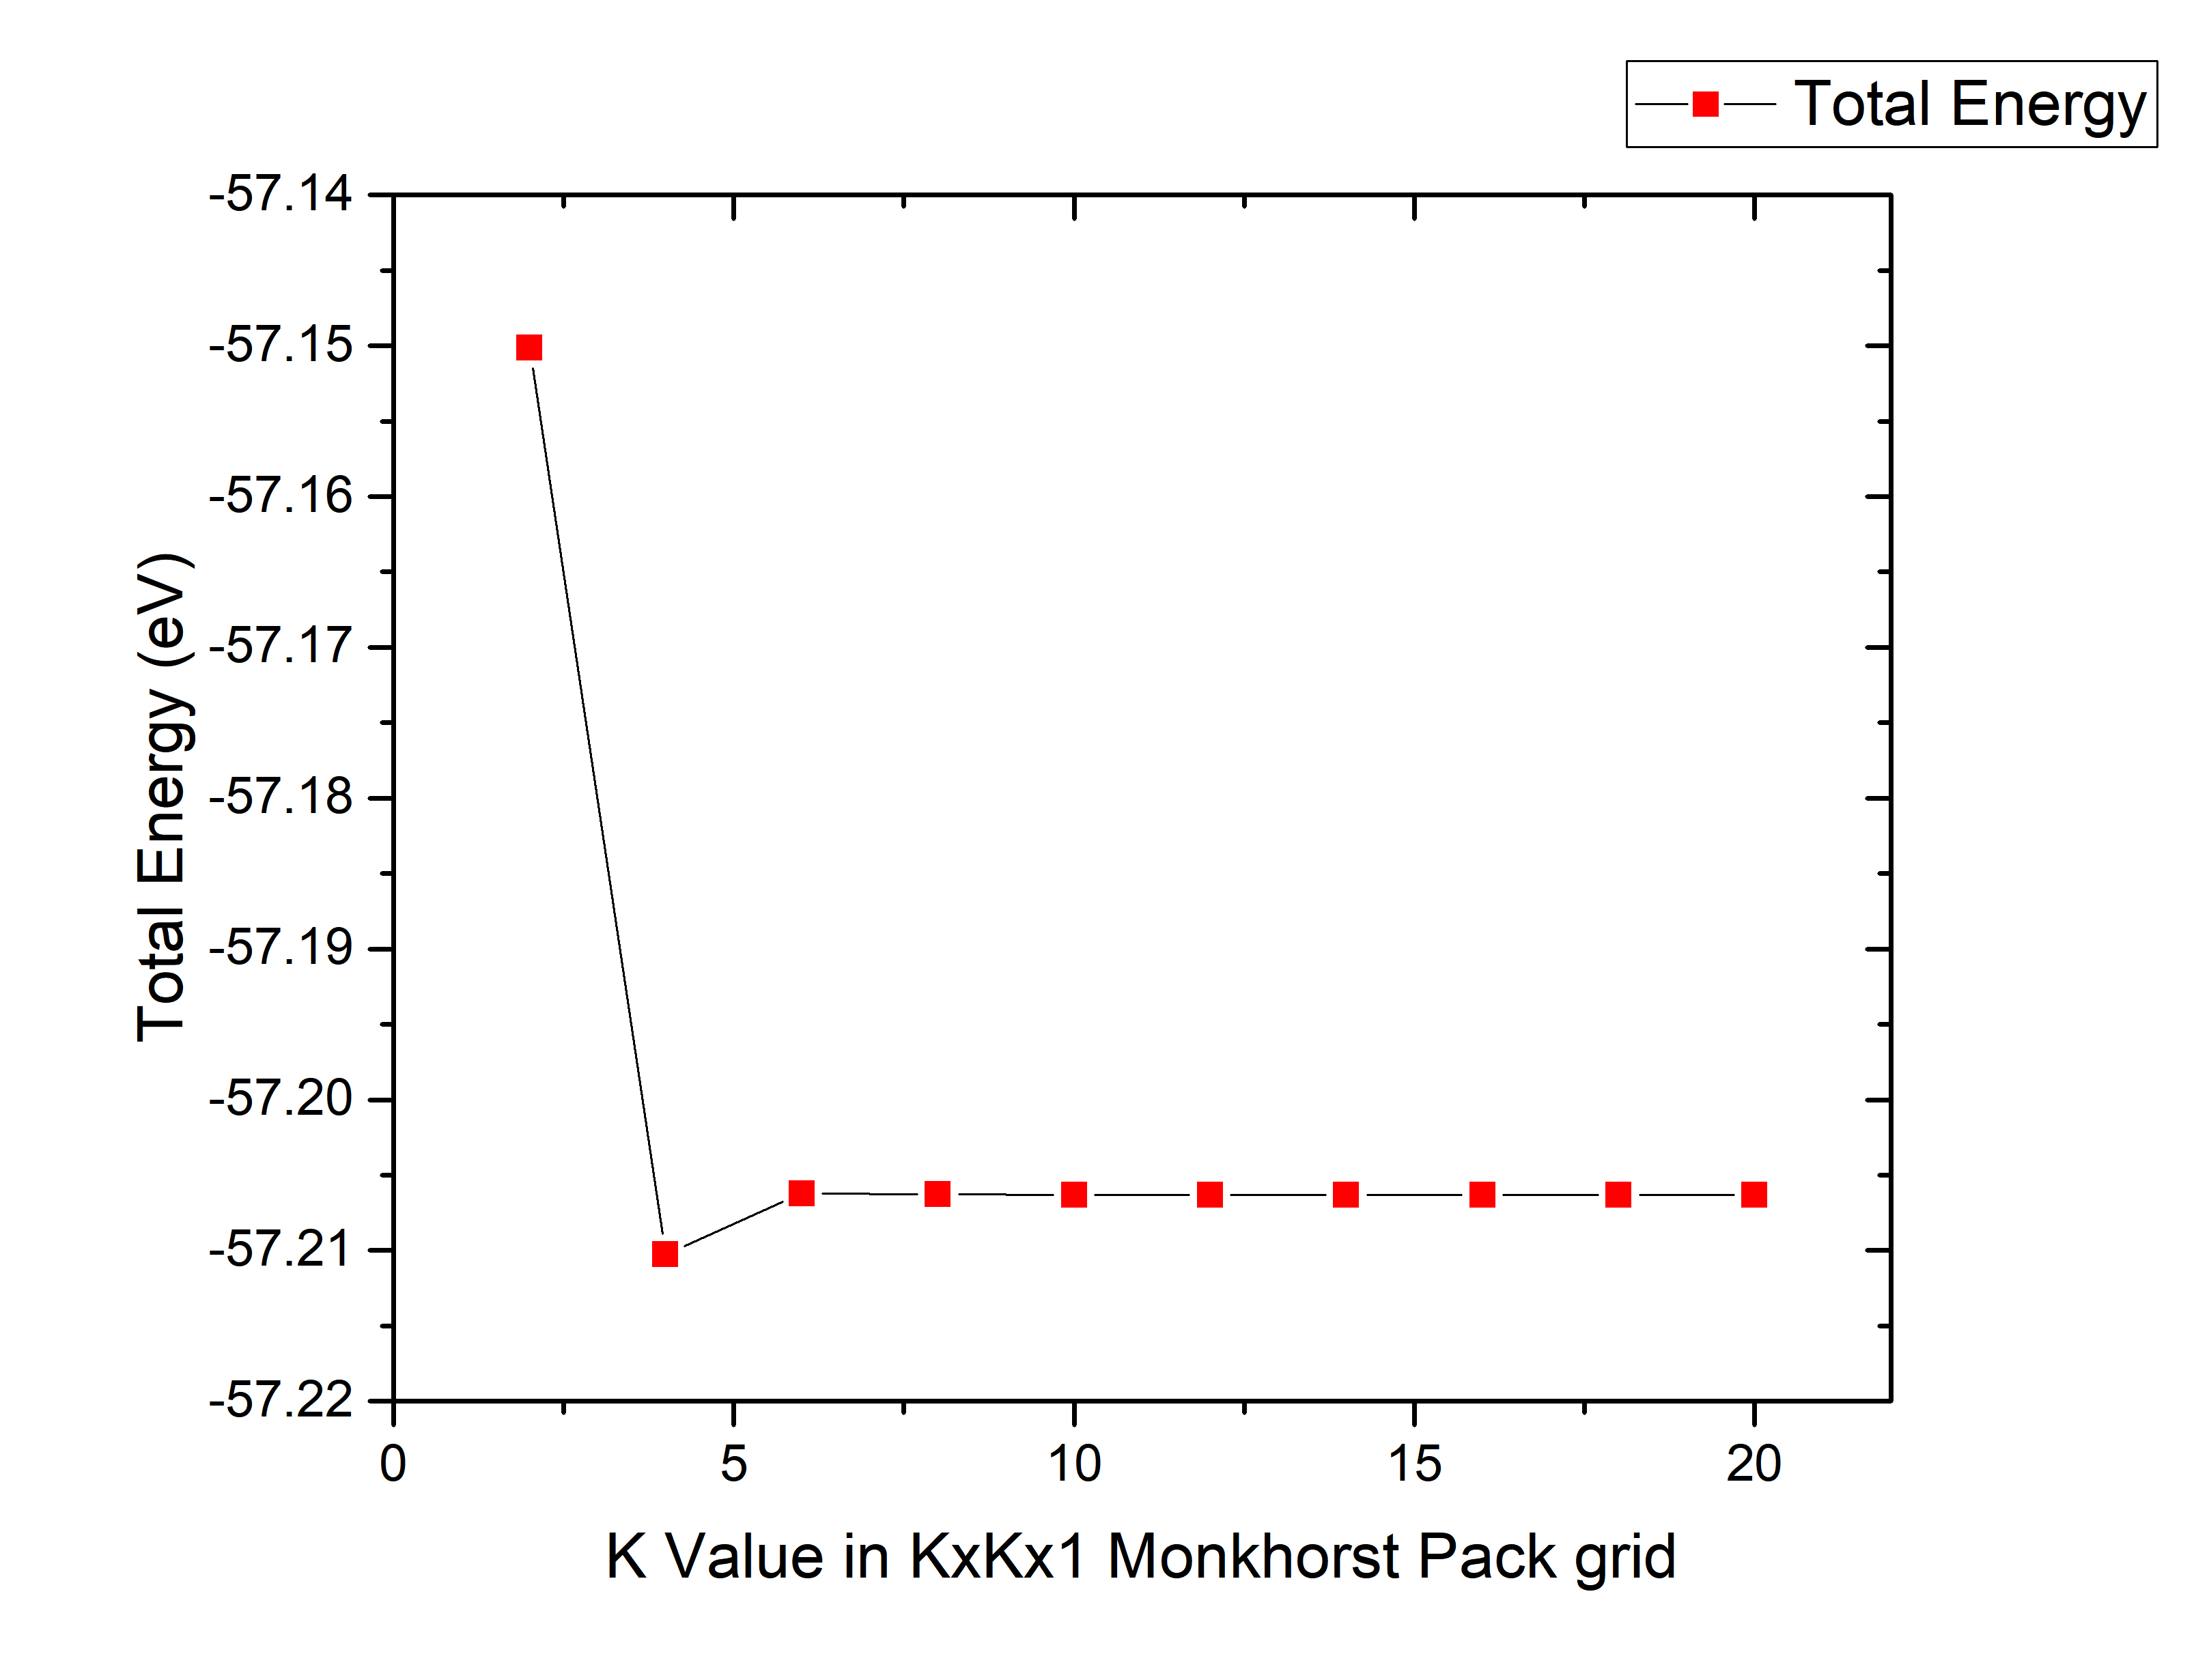 Total Energy
-57.14
-57.15
-57.16
-57.17
-57.18
-57.19
-57.20
-57.21
-57.22
Total Energy (eV)
0 5 10 15 20
K Value in KxKx1 Monkhorst Pack grid